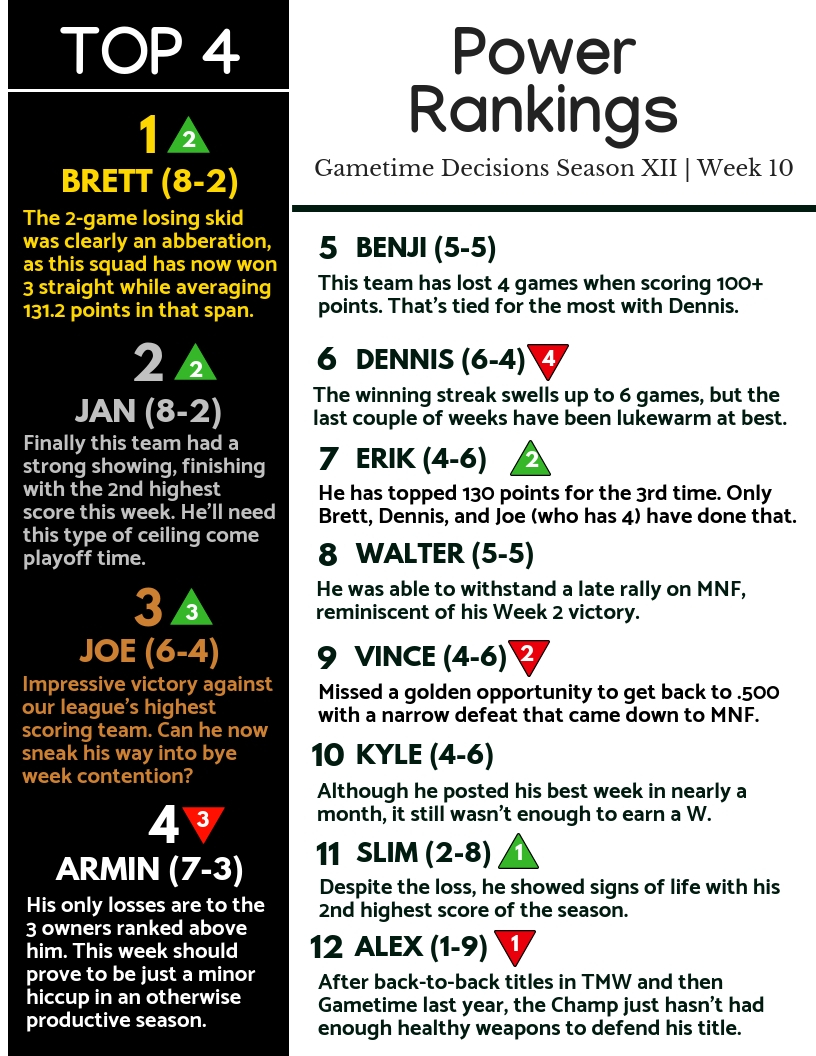 TOP 4
1 2
BRETT (8-2)
The 2-game losing skid
was clearly an abberation,
as this squad has now won
3 straight while averaging
131.2 points in that span.
2 2
JAN (8-2)
Finally this team had a
strong showing, finishing
with the 2nd highest
score this week. He'll need
this type of ceiling come
playoff time.
3 3
JOE (6-4)
Impressive victory against
our league's highest
scoring team. Can he now
sneak his way into bye
week contention?
4 3
ARMIN (7-3)
His only losses are to the
3 owners ranked above
him. This week should
prove to be just a minor
hiccup in an otherwise
productive season.
Power
Rankings
Gametime Decisions Season XII | Week 10
5 BENJI (5-5)
This team has lost 4 games when scoring 100+
points. That's tied for the most with Dennis.
6 DENNIS (6-4) 4
The winning streak swells up to 6 games, but the
last couple of weeks have been lukewarm at best.
7 ERIK (4-6) 2
He has topped 130 points for the 3rd time. Only
Brett, Dennis, and Joe (who has 4) have done that.
8 WALTER (5-5)
He was able to withstand a late rally on MNF,
reminiscent of his Week 2 victory.
9 VINCE (4-6) 2
Missed a golden opportunity to get back to .500
with a narrow defeat that came down to MNF.
10 KYLE (4-6)
Although he posted his best week in nearly a
month, it still wasn't enough to earn a W.
11 SLIM (2-8) 1
Despite the loss, he showed signs of life with his
2nd highest score of the season.
12 ALEX (1-9) 1
After back-to-back titles in TMW and then
Gametime last year, the Champ just hasn't had
enough healthy weapons to defend his title.